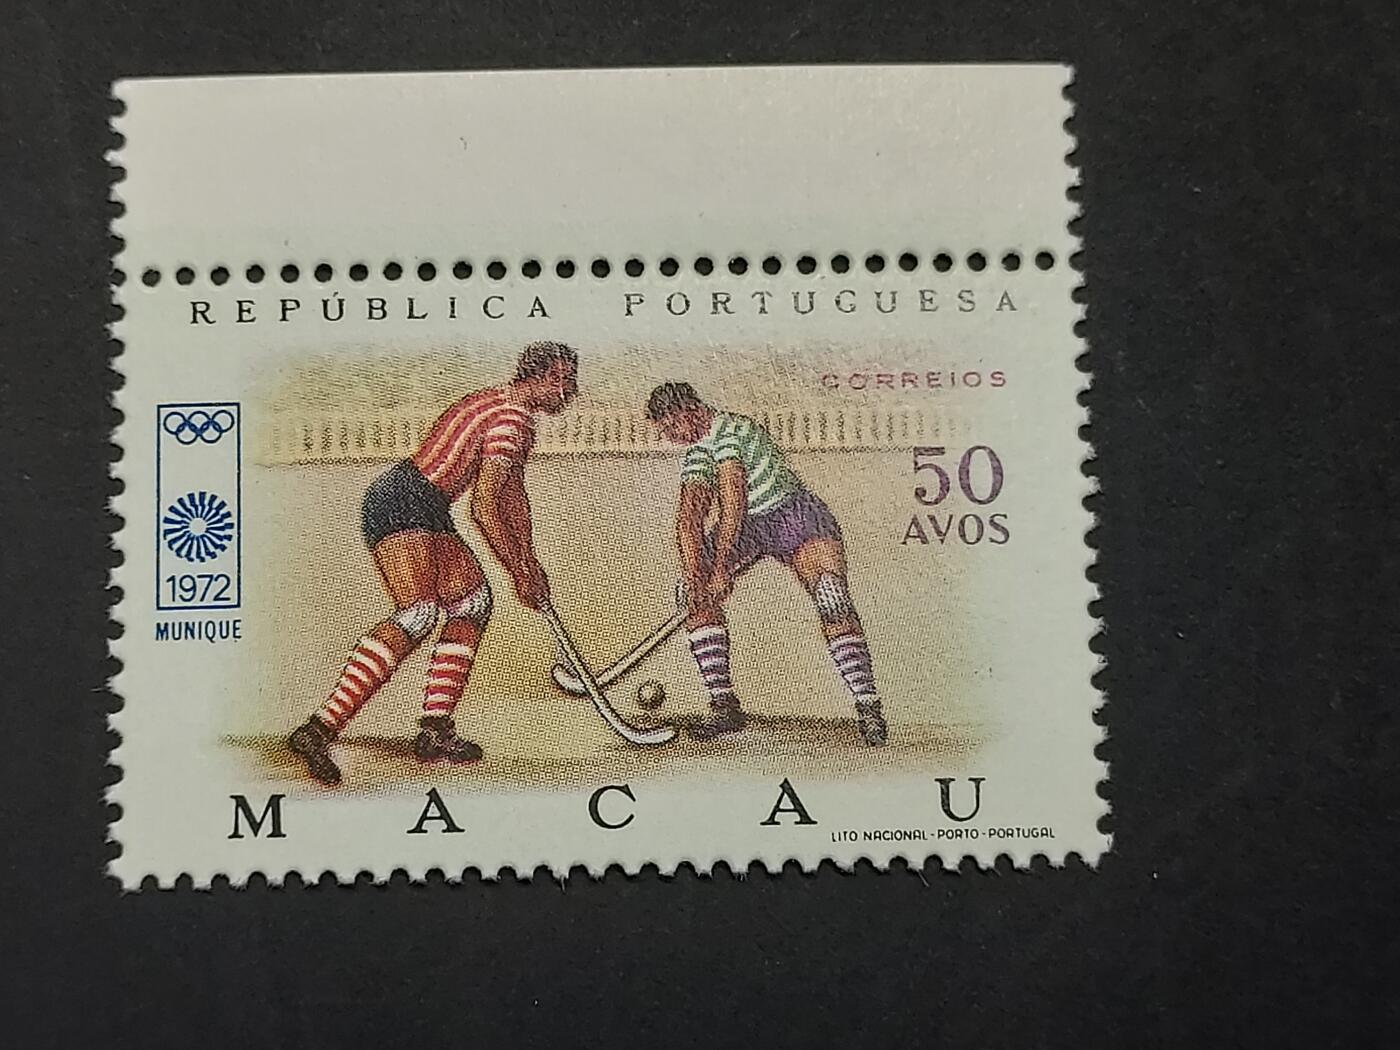 REPÚBLICA PORTUGUESA
CORREIOS
50
AVOS
1972
MUNIQUE
MACAU
LITO NACIONAL-PORTO-PORTUGAL